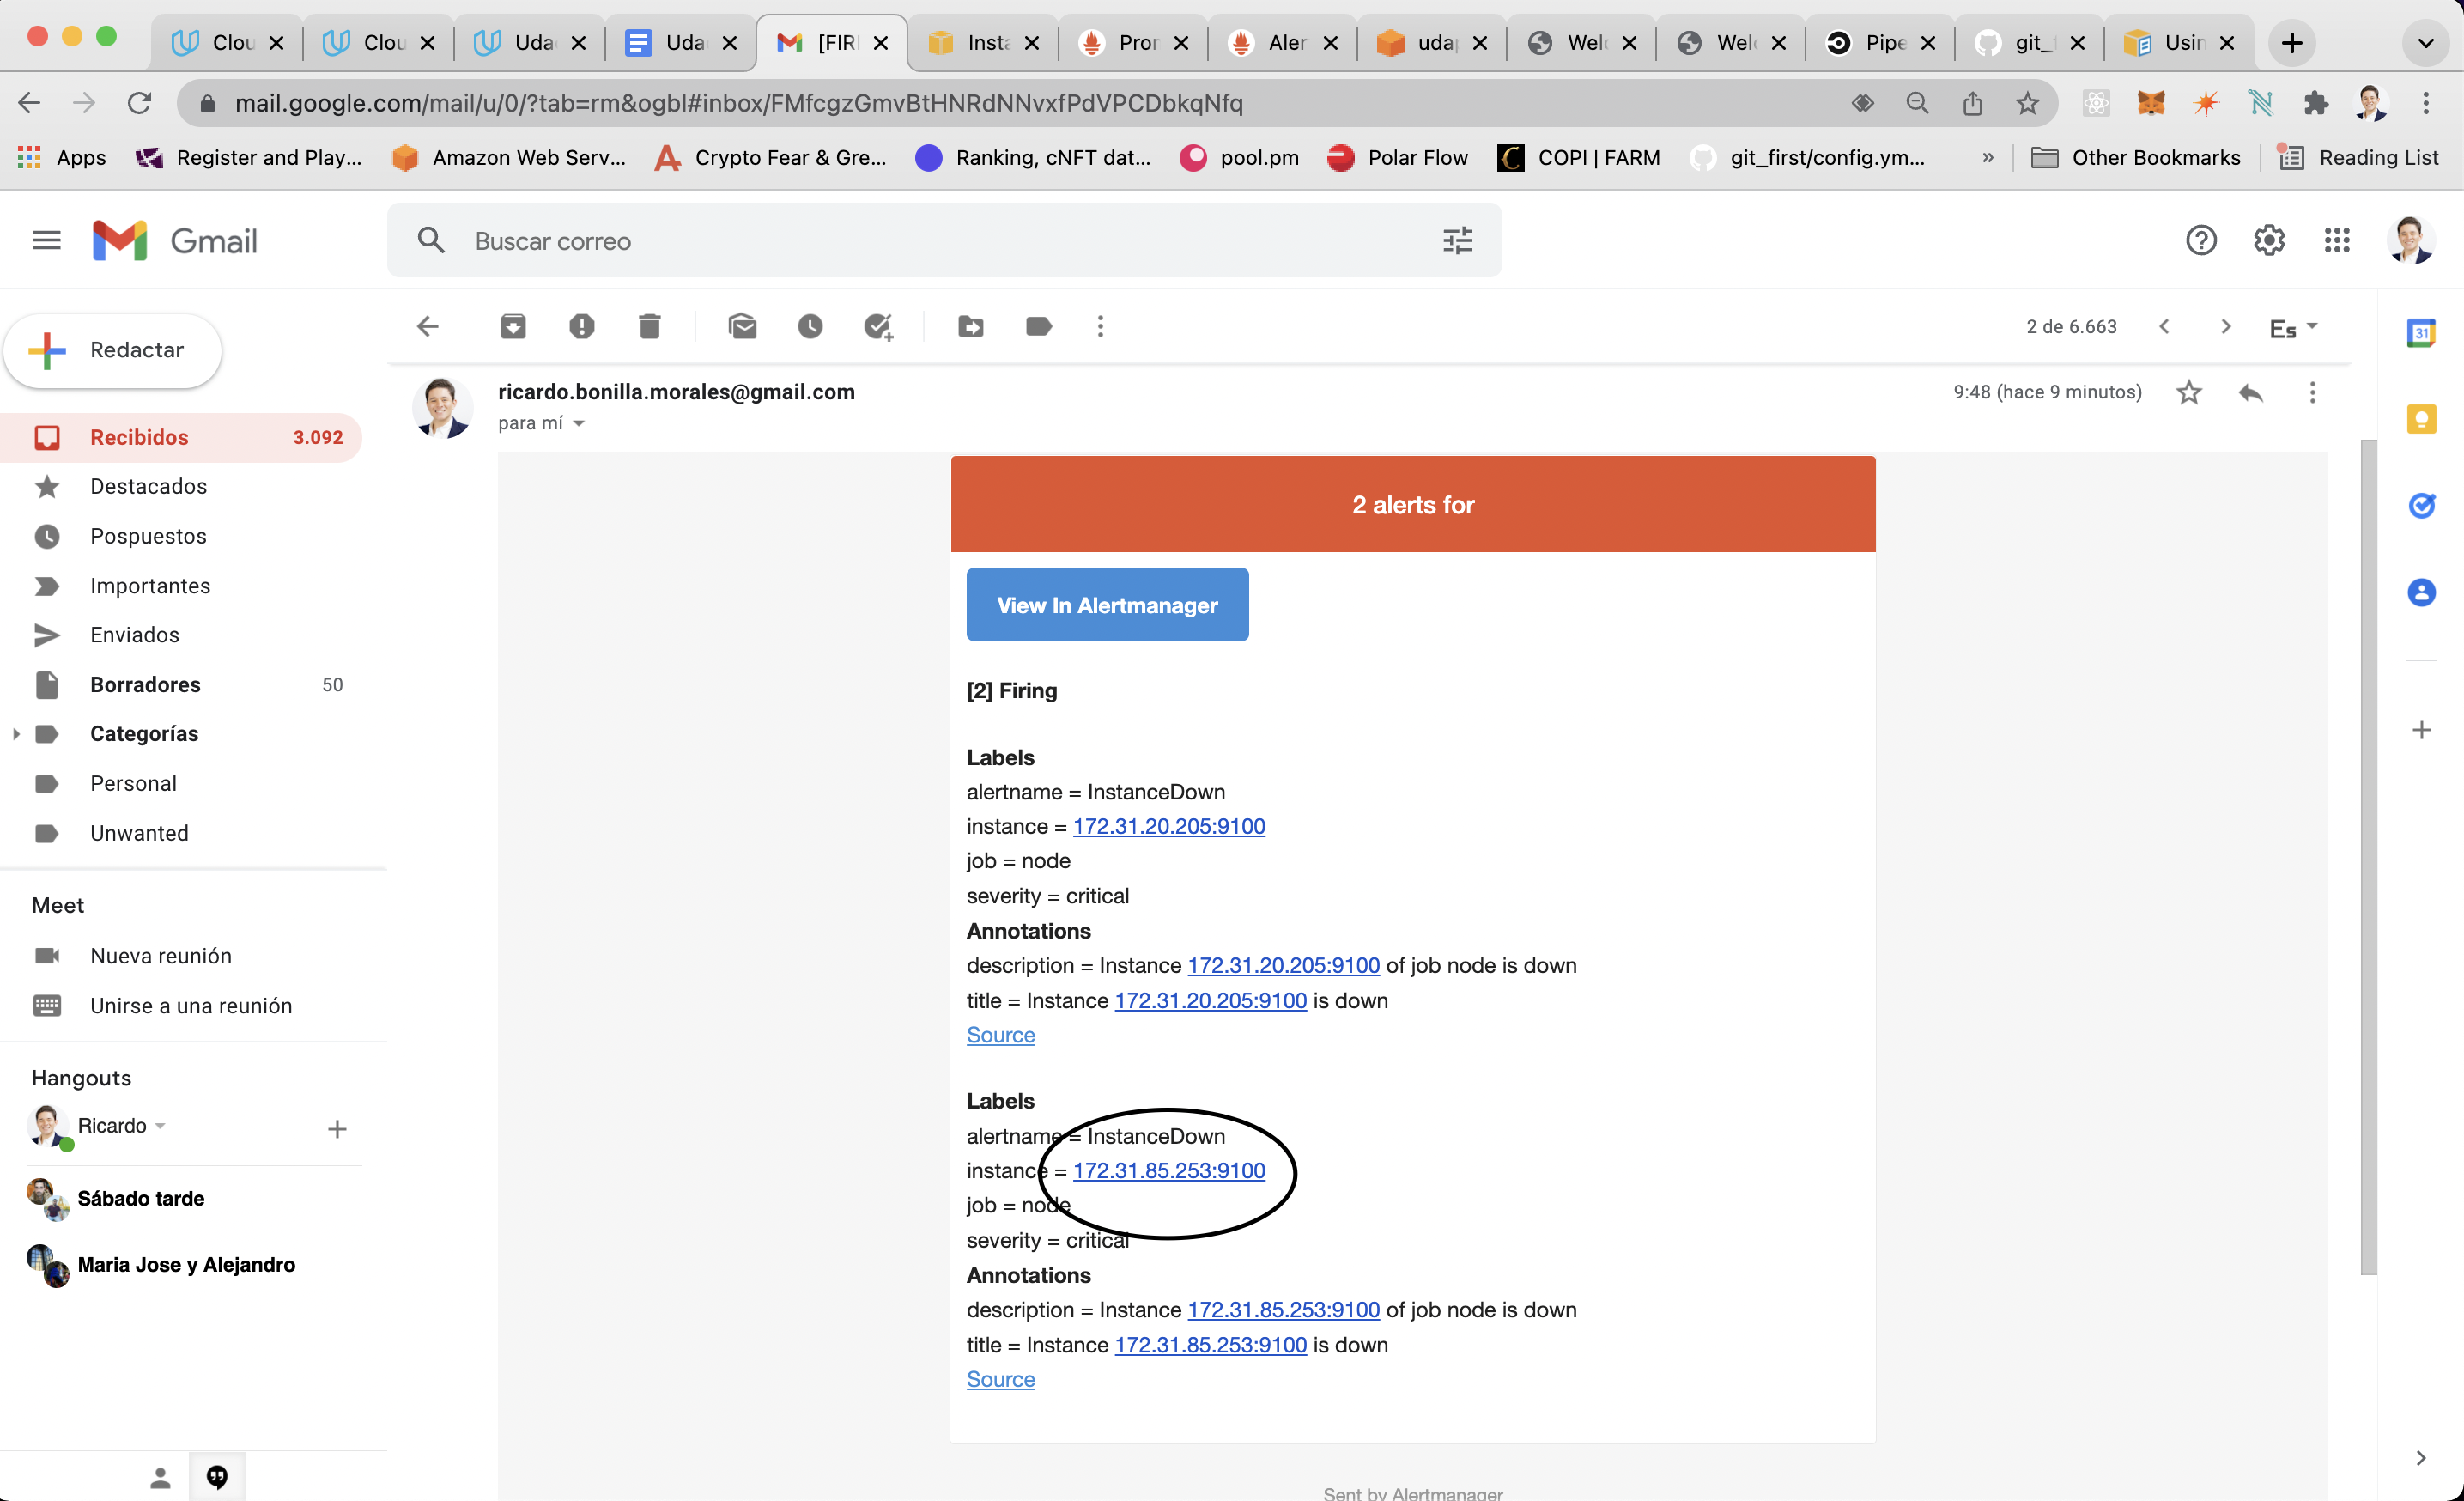 Clou
Clou
Uda
Uda
[FIR
Insta
Pror
Aler
uda
Wel
Wel
Pipe
git_
Usin
mail.google.com/mail/u/0/?tab=rm&ogbl#inbox/FMfcgzGmvBtHNRdNNvxfPdVPCDbkqNfq
Apps
Register and Play...
Amazon Web Serv...
Crypto Fear & Gre...
Ranking, cNFT dat...
pool.pm
Polar Flow
COPI | FARM
git_first/config.ym...
»
Other Bookmarks
Reading List
Gmail
Buscar correo
Redactar
2 de 6.663
Es
Recibidos 3.092
Destacados
Pospuestos
Importantes
Enviados
Borradores 50
Categorías
Personal
Unwanted
Meet
Nueva reunión
Unirse a una reunión
Hangouts
Ricardo
Sábado tarde
Maria Jose y Alejandro
ricardo.bonilla.morales@gmail.com
9:48 (hace 9 minutos)
para mí
2 alerts for
View In Alertmanager
[2] Firing
Labels
alertname = InstanceDown
instance = 172.31.20.205:9100
job = node
severity = critical
Annotations
description = Instance 172.31.20.205:9100 of job node is down
title = Instance 172.31.20.205:9100 is down
Source
Labels
alertname = InstanceDown
instance = 172.31.85.253:9100
job = node
severity = critical
Annotations
description = Instance 172.31.85.253:9100 of job node is down
title = Instance 172.31.85.253:9100 is down
Source
Sent by Alertmanager
31